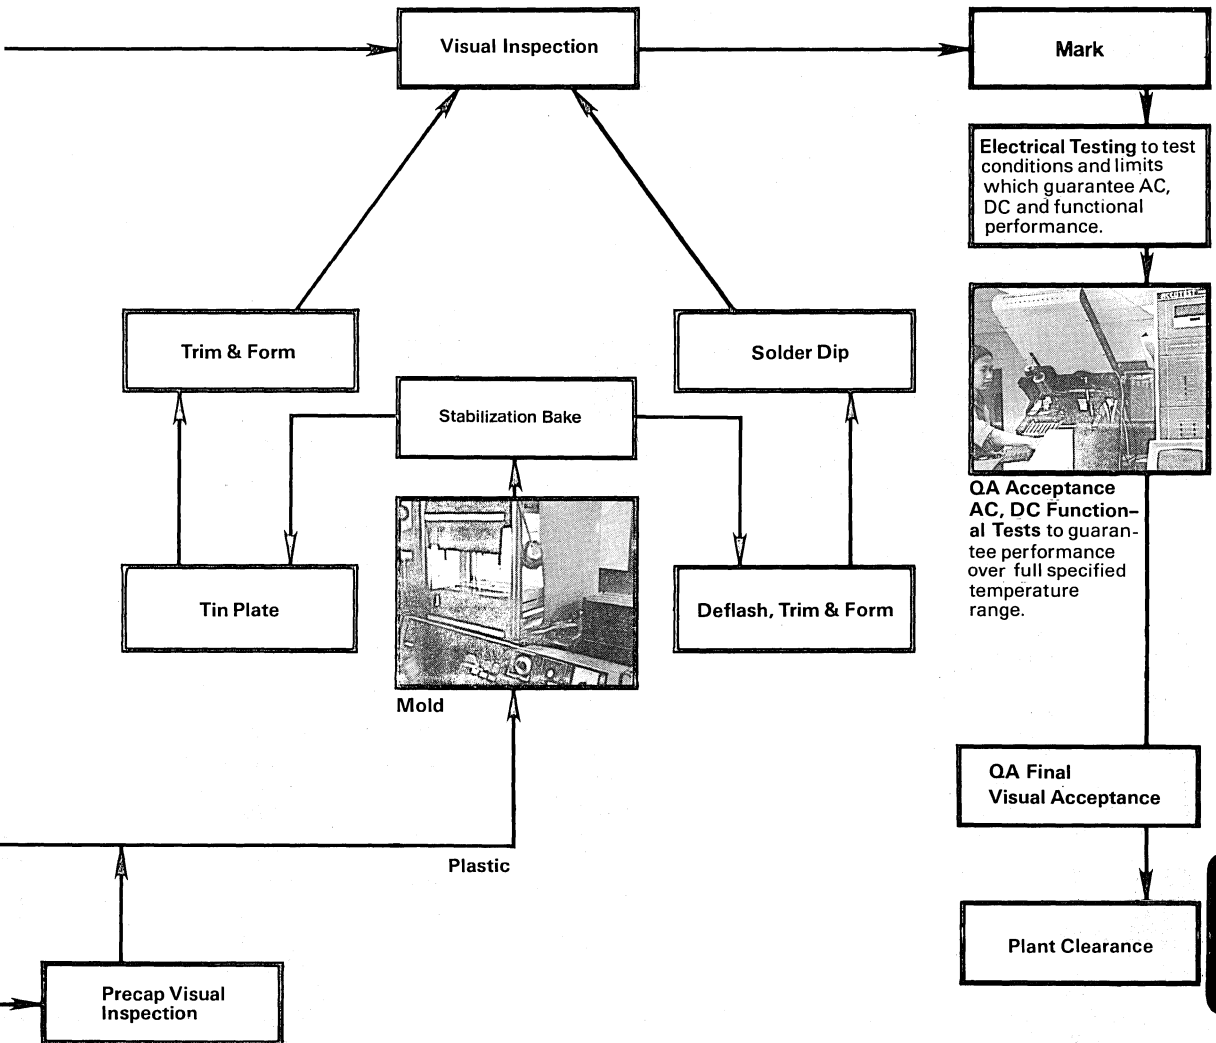 Visual Inspection
Mark
Electrical Testing to test
conditions and limits
which guarantee AC,
DC and functional
performance.
Trim & Form
Solder Dip
Stabilization Bake
ACCUTEST
QA Acceptance
AC, DC Function-
al Tests to guaran-
tee performance
over full specified
temperature
range.
Tin Plate
Deflash, Trim & Form
Mold
QA Final
Visual Acceptance
Plastic
Plant Clearance
Precap Visual
Inspection